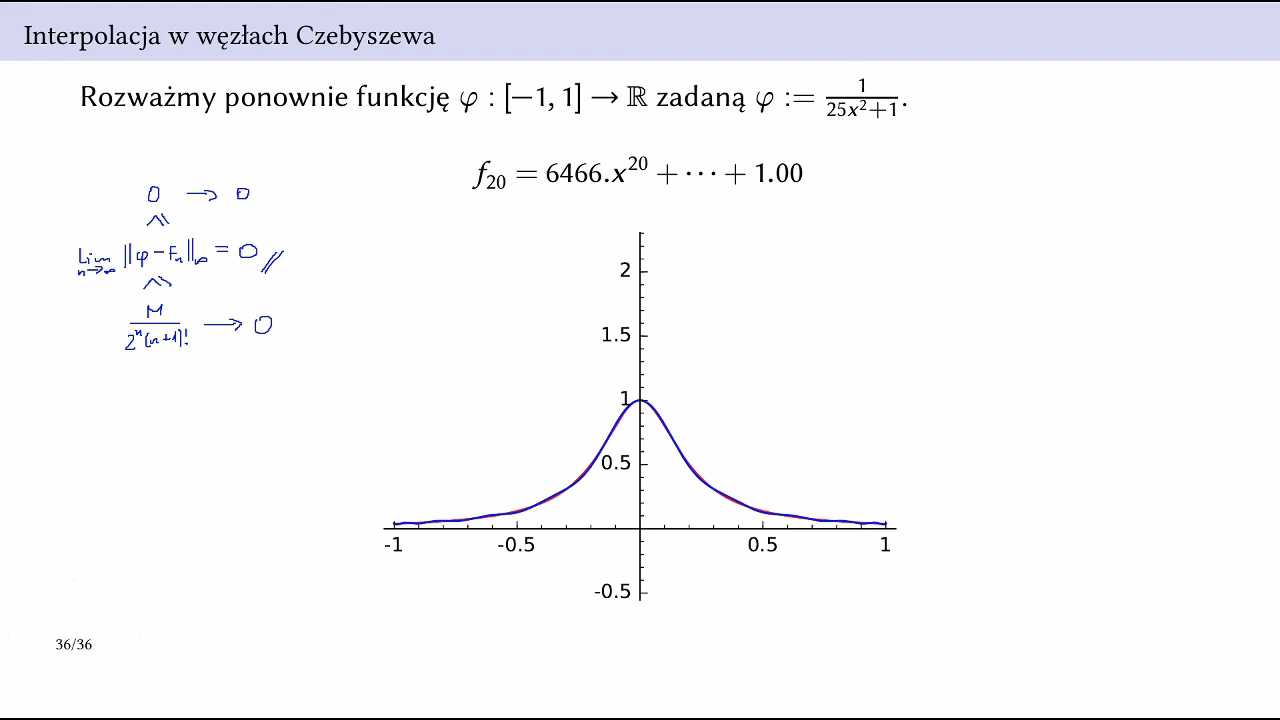 Interpolacja w węzłach Czebyszewa
Rozważmy ponownie funkcję φ : [−1, 1] → ℝ zadaną φ := 1/(25x²+1).
f₂₀ = 6466.x²⁰ + ⋯ + 1.00
0 → 0
≤
Lim n→∞ ‖φ − Fₙ‖∞ = 0 //
≤
M/(2ⁿ(n+1)!) → 0
2
1.5
1
0.5
-1 -0.5 0.5 1
-0.5
36/36